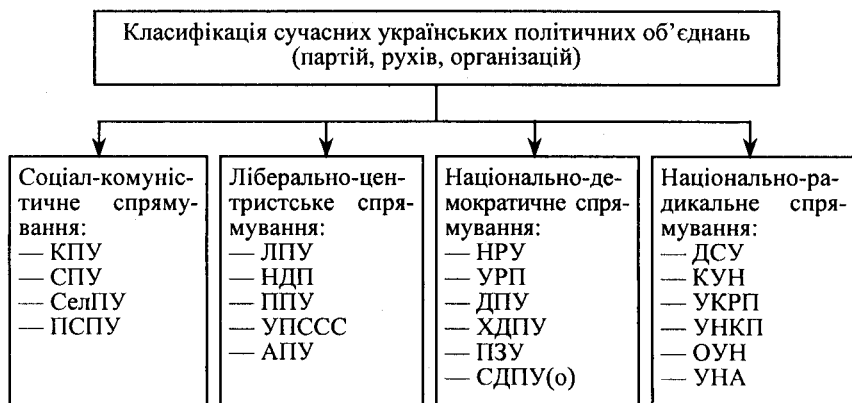 Класифікація сучасних українських політичних об’єднань
(партій, рухів, організацій)
Соціал-комуніс-
тичне спряму-
вання:
— КПУ
— СПУ
— СелПУ
— ПСПУ
Ліберально-цен-
тристське спря-
мування:
— ЛПУ
— НДП
— ППУ
— УПССС
— АПУ
Національно-де-
мократичне спря-
мування:
— НРУ
— УРП
— ДПУ
— ХДПУ
— ПЗУ
— СДПУ(о)
Національно-ра-
дикальне спря-
мування:
— ДСУ
— КУН
— УКРП
— УНКП
— ОУН
— УНА